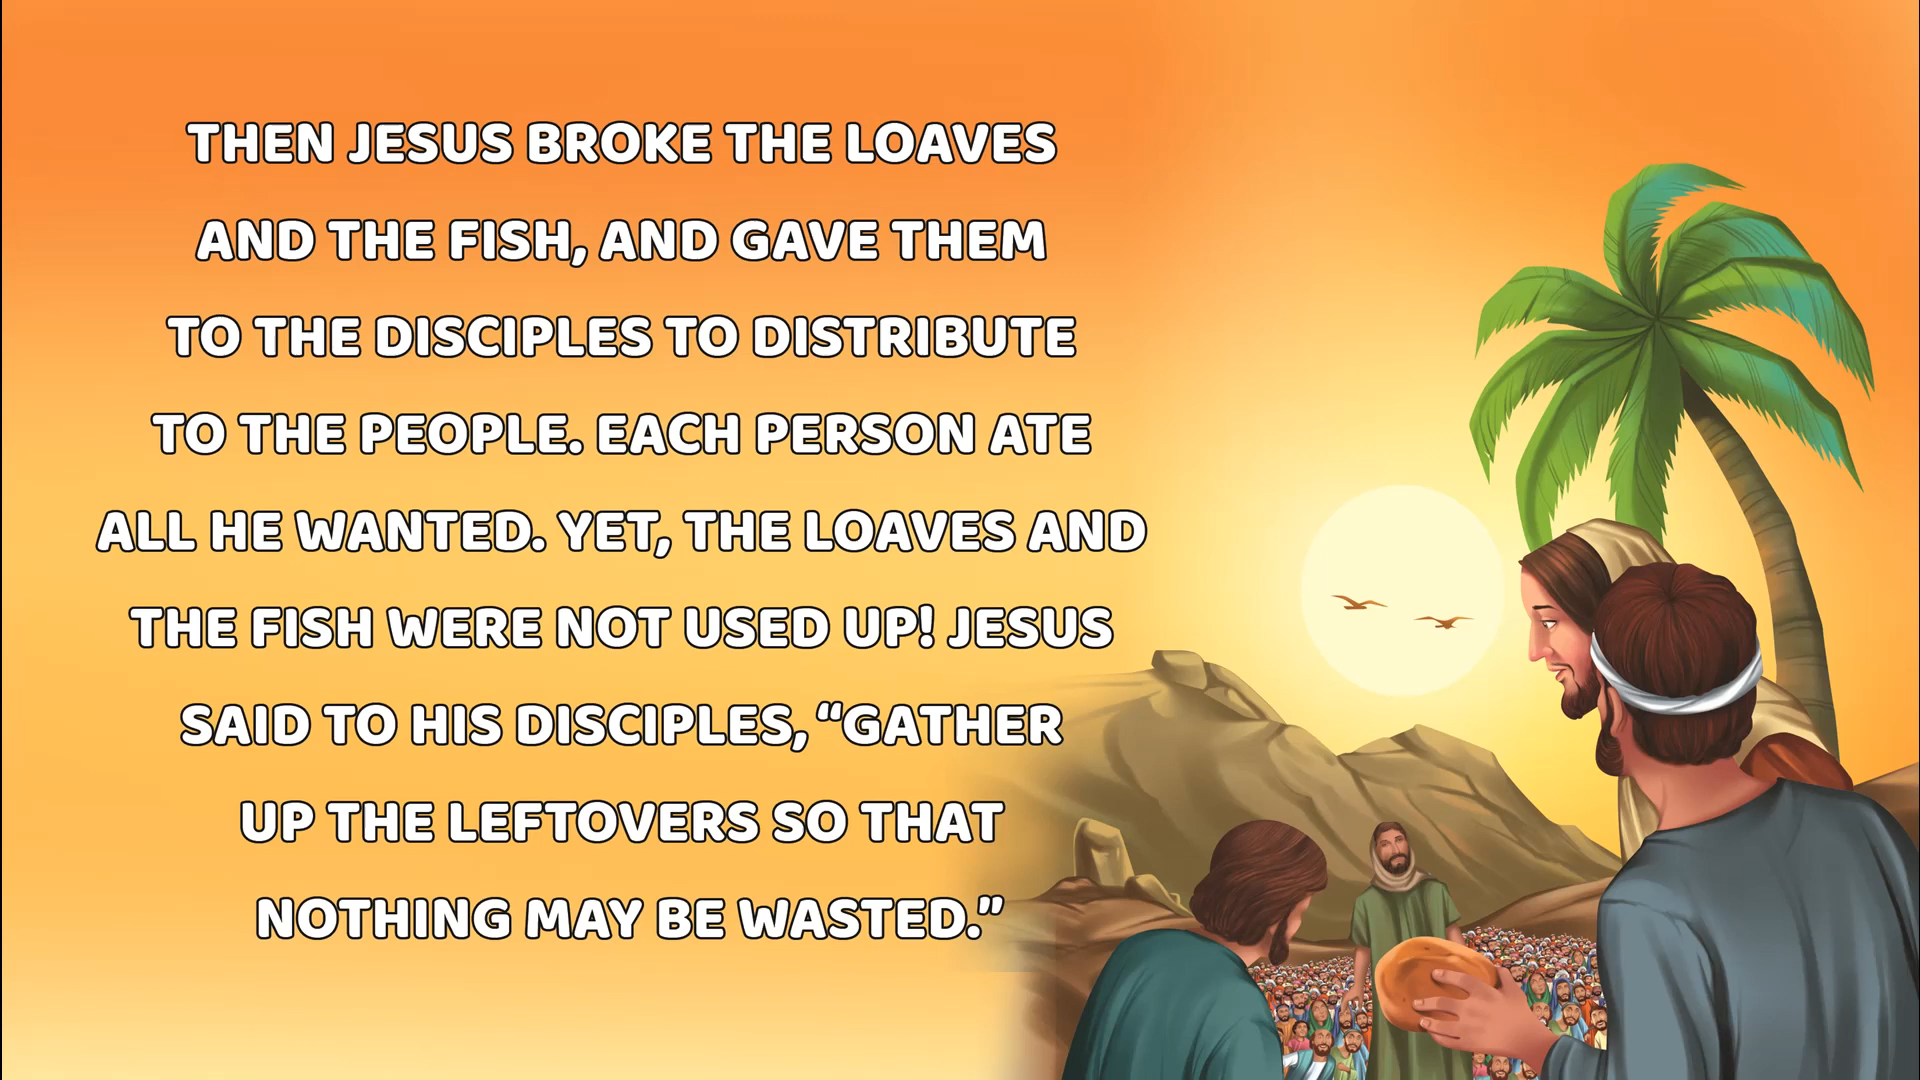 THEN JESUS BROKE THE LOAVES
AND THE FISH, AND GAVE THEM
TO THE DISCIPLES TO DISTRIBUTE
TO THE PEOPLE. EACH PERSON ATE
ALL HE WANTED. YET, THE LOAVES AND
THE FISH WERE NOT USED UP! JESUS
SAID TO HIS DISCIPLES, “GATHER
UP THE LEFTOVERS SO THAT
NOTHING MAY BE WASTED.”